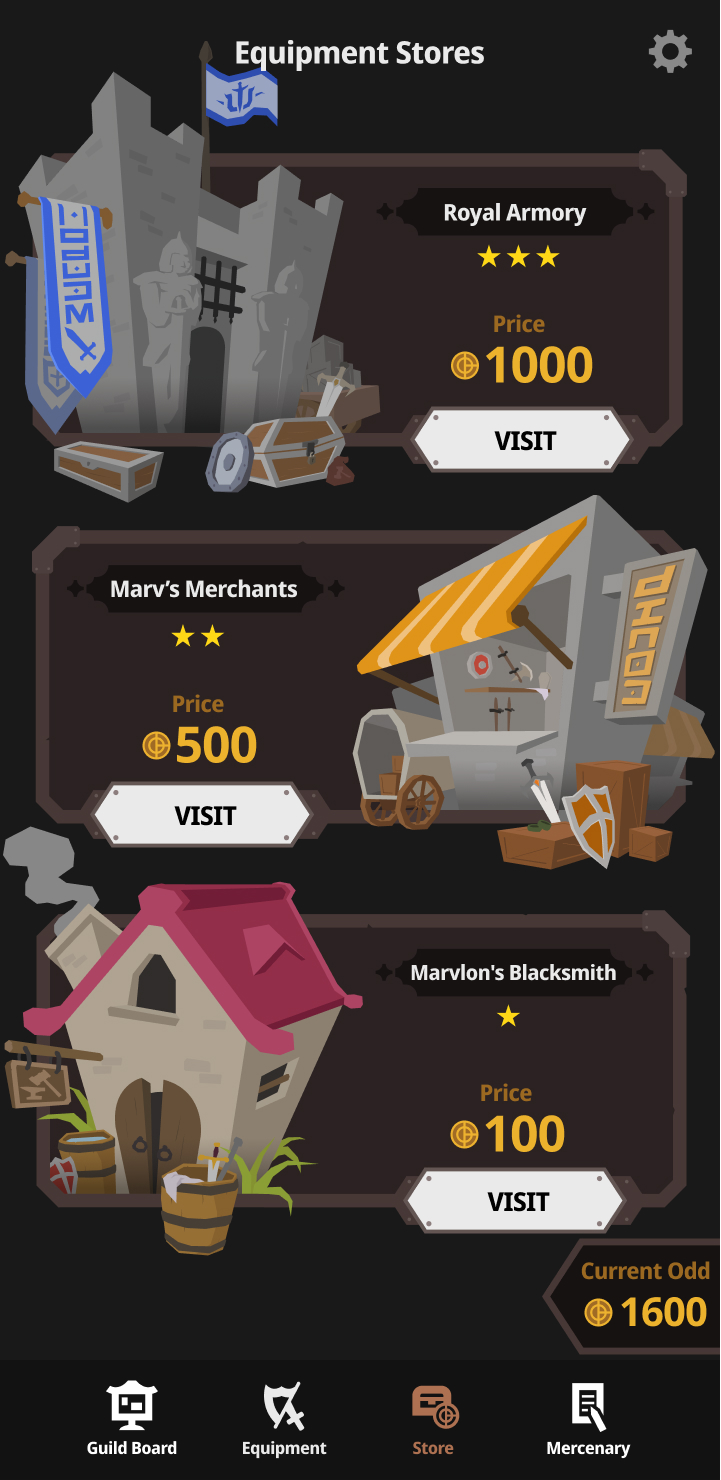 Equipment Stores
Royal Armory
Price
1000
VISIT
Marv’s Merchants
Price
500
VISIT
Marvlon's Blacksmith
Price
100
VISIT
Current Odd
1600
Guild Board
Equipment
Store
Mercenary